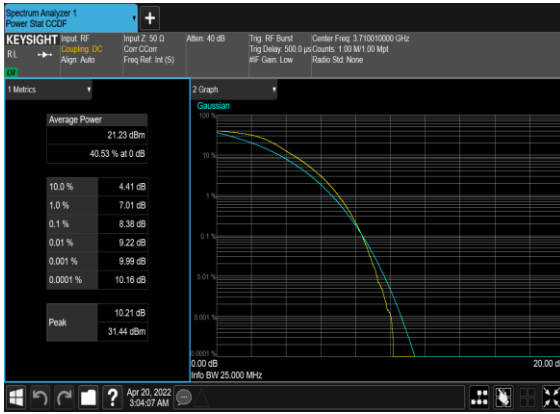 Spectrum Analyzer 1
Power Stat CCDF
KEYSIGHT
RL
Input: RF
Coupling: DC
Align: Auto
Input Z: 50 Ω
Corr CCorr
Freq Ref: Int (S)
Atten: 40 dB
Trig: RF Burst
Trig Delay: 500.0 µs
#IF Gain: Low
Center Freq: 3.710010000 GHz
Counts: 1.00 M/1.00 Mpt
Radio Std: None
1 Metrics
Average Power
21.23 dBm
40.53 % at 0 dB
10.0 % 4.41 dB
1.0 % 7.01 dB
0.1 % 8.38 dB
0.01 % 9.22 dB
0.001 % 9.99 dB
0.0001 % 10.16 dB
Peak
10.21 dB
31.44 dBm
2 Graph
Gaussian
100 %
10 %
1 %
0.1 %
0.01 %
0.001 %
0.0001 %
0.00 dB
20.00 d
Info BW 25.000 MHz
?
Apr 20, 2022
3:04:07 AM